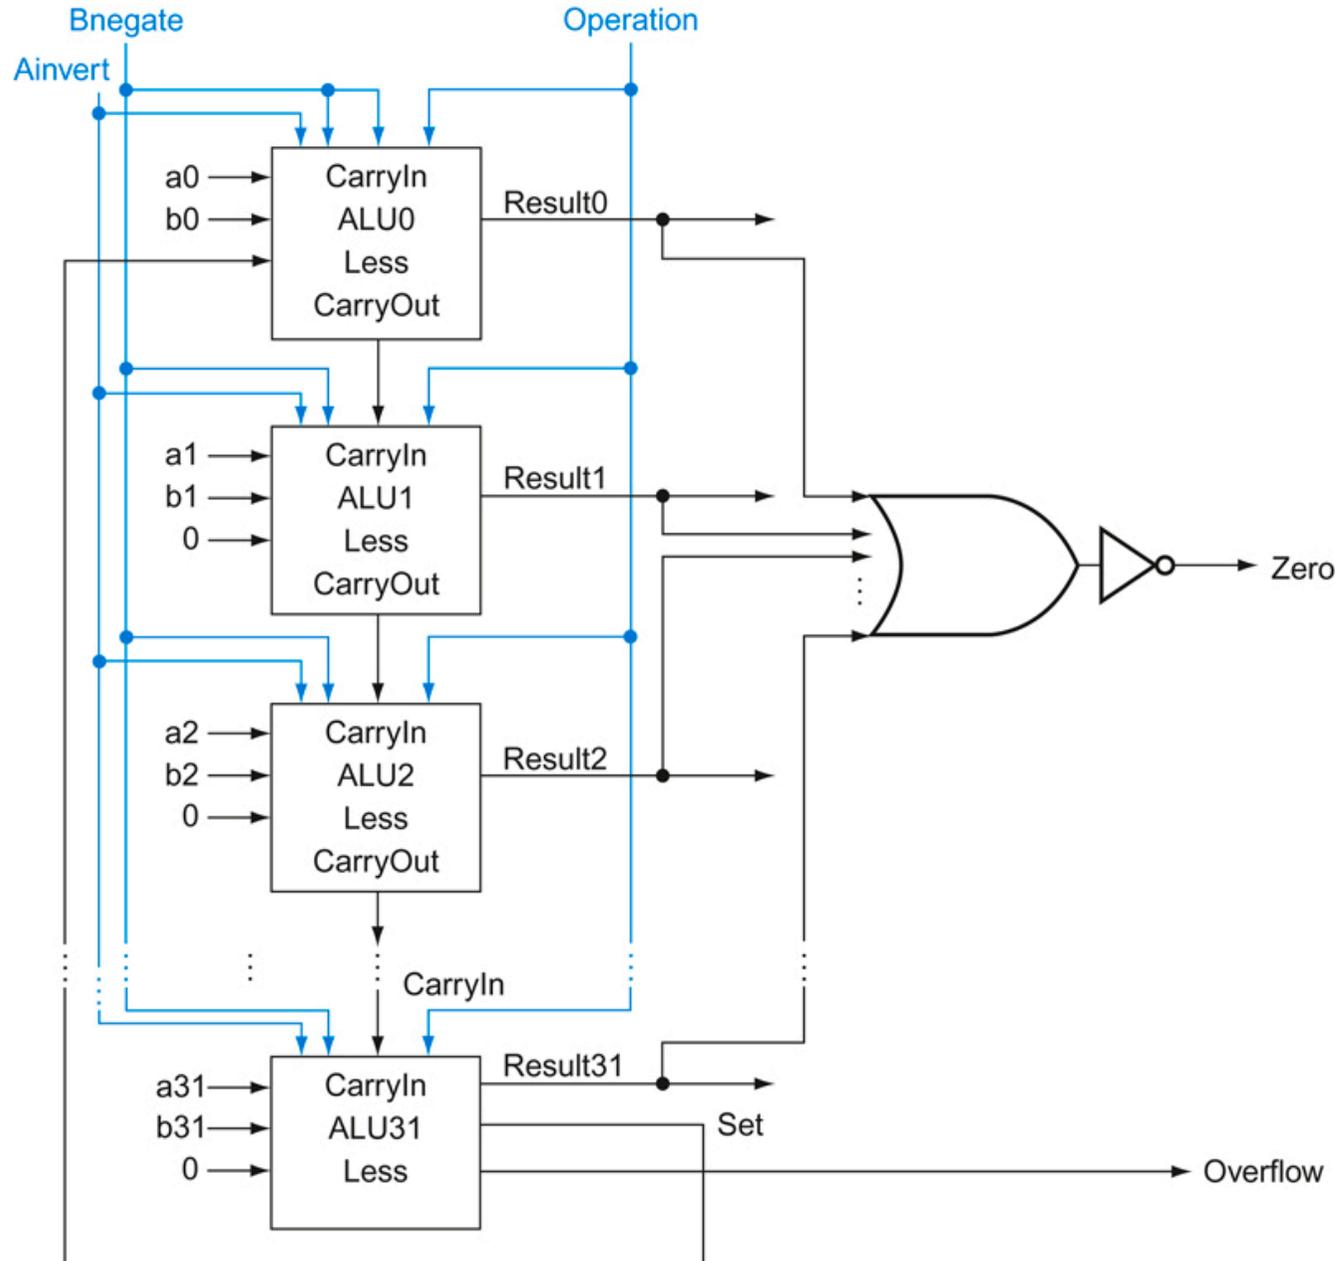 Bnegate
Operation
Ainvert
a0
CarryIn
b0
ALU0
Result0
Less
CarryOut
a1
CarryIn
b1
ALU1
Result1
0
Less
CarryOut
Zero
a2
CarryIn
b2
ALU2
Result2
0
Less
CarryOut
CarryIn
a31
CarryIn
Result31
b31
ALU31
Set
0
Less
Overflow